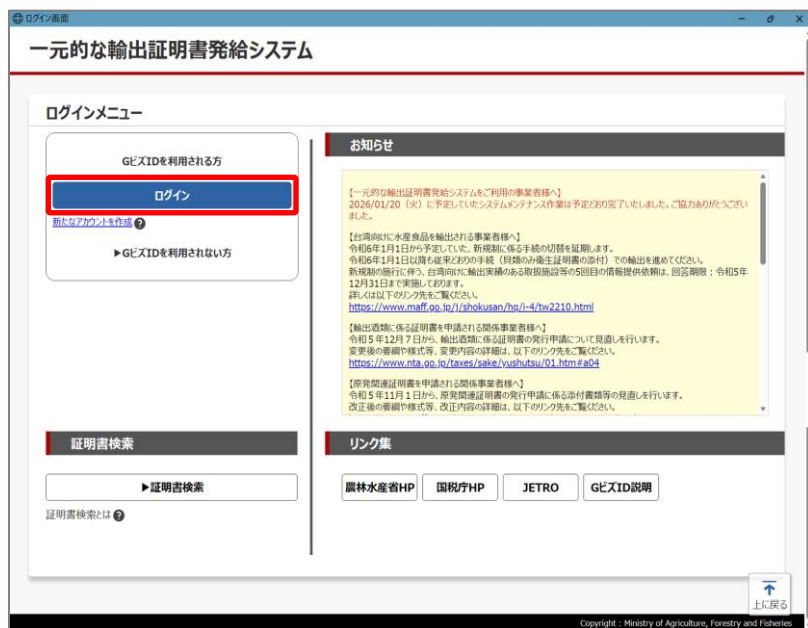 ログイン画面
一元的な輸出証明書発給システム
ログインメニュー
GビズIDを利用される方
ログイン
新たなアカウントを作成 ?
▶GビズIDを利用されない方
お知らせ
【一元的な輸出証明書発給システムをご利用の事業者様へ】
2026/01/20（火）に予定していたシステムメンテナンス作業は予定どおり完了いたしました。ご協力ありがとうござい
ました。
【台湾向けに水産食品を輸出される事業者様へ】
令和6年1月1日から予定していた、新規制に係る手続の切替を延期します。
令和6年1月1日以降も従来どおりの手続（貝類のみ衛生証明書の添付）での輸出を進めてください。
新規制の施行に伴う、台湾向けに輸出実績のある取扱施設等の5回目の情報提供依頼は、回答期限：令和5年
12月31日まで実施しております。
詳しくは以下のリンク先をご覧ください。
https://www.maff.go.jp/j/shokusan/hq/i-4/tw2210.html
【輸出酒類に係る証明書を申請される関係事業者様へ】
令和５年12月７日から、輸出酒類に係る証明書の発行申請について見直しを行います。
変更後の要綱や様式等、変更内容の詳細は、以下のリンク先をご覧ください。
https://www.nta.go.jp/taxes/sake/yushutsu/01.htm#a04
【原発関連証明書を申請される関係事業者様へ】
令和５年11月１日から、原発関連証明書の発行申請に係る添付書類等の見直しを行います。
改正後の要綱や様式等、改正内容の詳細は、以下のリンク先をご覧ください。
証明書検索
▶証明書検索
証明書検索とは ?
リンク集
農林水産省HP 国税庁HP JETRO GビズID説明
上に戻る
Copyright : Ministry of Agriculture, Forestry and Fisheries